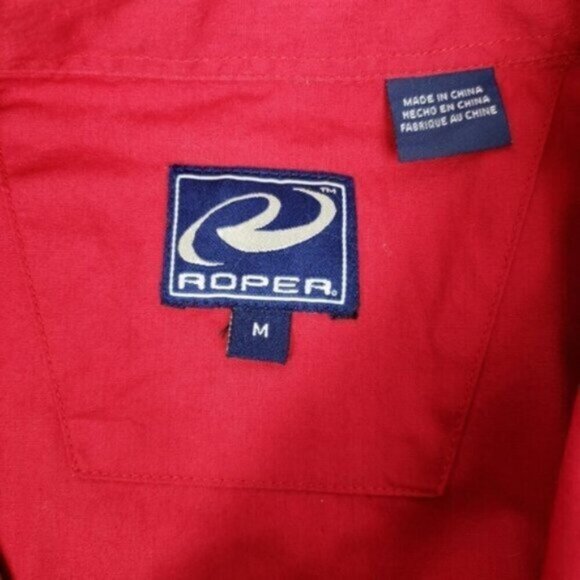 MADE IN CHINA
HECHO EN CHINA
FABRIQUE AU CHINE
TM
ROPER®
M